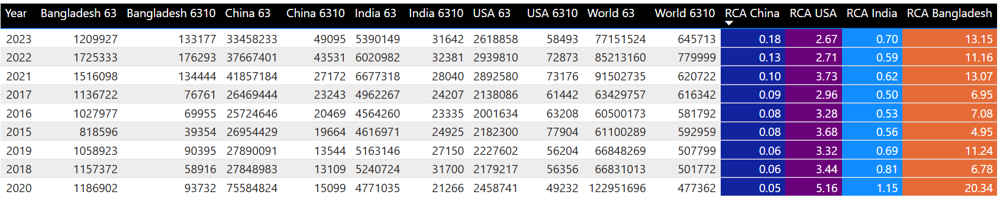 Year Bangladesh 63 Bangladesh 6310 China 63 China 6310 India 63 India 6310 USA 63 USA 6310 World 63 World 6310 RCA China RCA USA RCA India RCA Bangladesh
2023 1209927 133177 33458233 49095 5390149 31642 2618858 58493 77151524 645713 0.18 2.67 0.70 13.15
2022 1725333 176293 37667401 43531 6020982 32381 2939810 72873 85213160 779999 0.13 2.71 0.59 11.16
2021 1516098 134444 41857184 27172 6677318 28040 2892580 73176 91502735 620722 0.10 3.73 0.62 13.07
2017 1136722 76761 26469444 23243 4962267 24207 2138086 61442 63429757 616342 0.09 2.96 0.50 6.95
2016 1027977 69955 25724646 20469 4564260 23335 2001634 63208 60500173 581792 0.08 3.28 0.53 7.08
2015 818596 39354 26954429 19664 4616971 24925 2182300 77904 61100289 592959 0.08 3.68 0.56 4.95
2019 1058923 90395 27890091 13544 5163146 27150 2227602 56204 66848269 507799 0.06 3.32 0.69 11.24
2018 1157372 58916 27848983 13109 5240724 31700 2179217 56356 66831013 501772 0.06 3.44 0.81 6.78
2020 1186902 93732 75584824 15099 4771035 21266 2458741 49232 122951696 477362 0.05 5.16 1.15 20.34